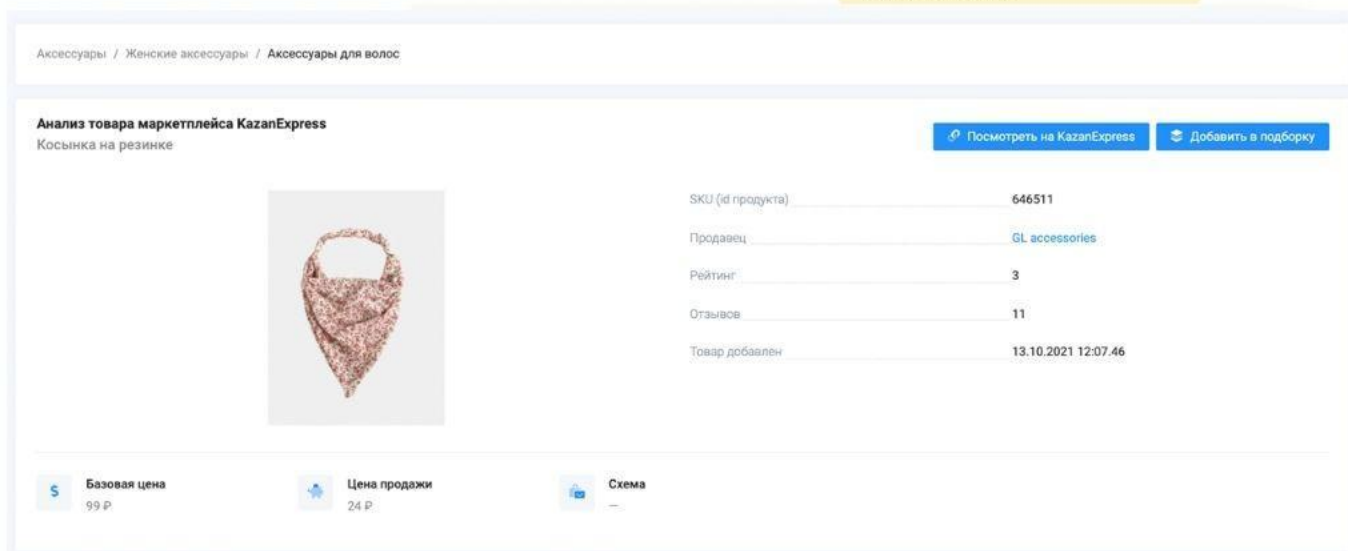 Аксессуары / Женские аксессуары / Аксессуары для волос
Анализ товара маркетплейса KazanExpress
Косынка на резинке
Посмотреть на KazanExpress
Добавить в подборку
SKU (id продукта) 646511
Продавец GL accessories
Рейтинг 3
Отзывов 11
Товар добавлен 13.10.2021 12:07.46
Базовая цена
99 ₽
Цена продажи
24 ₽
Схема
—